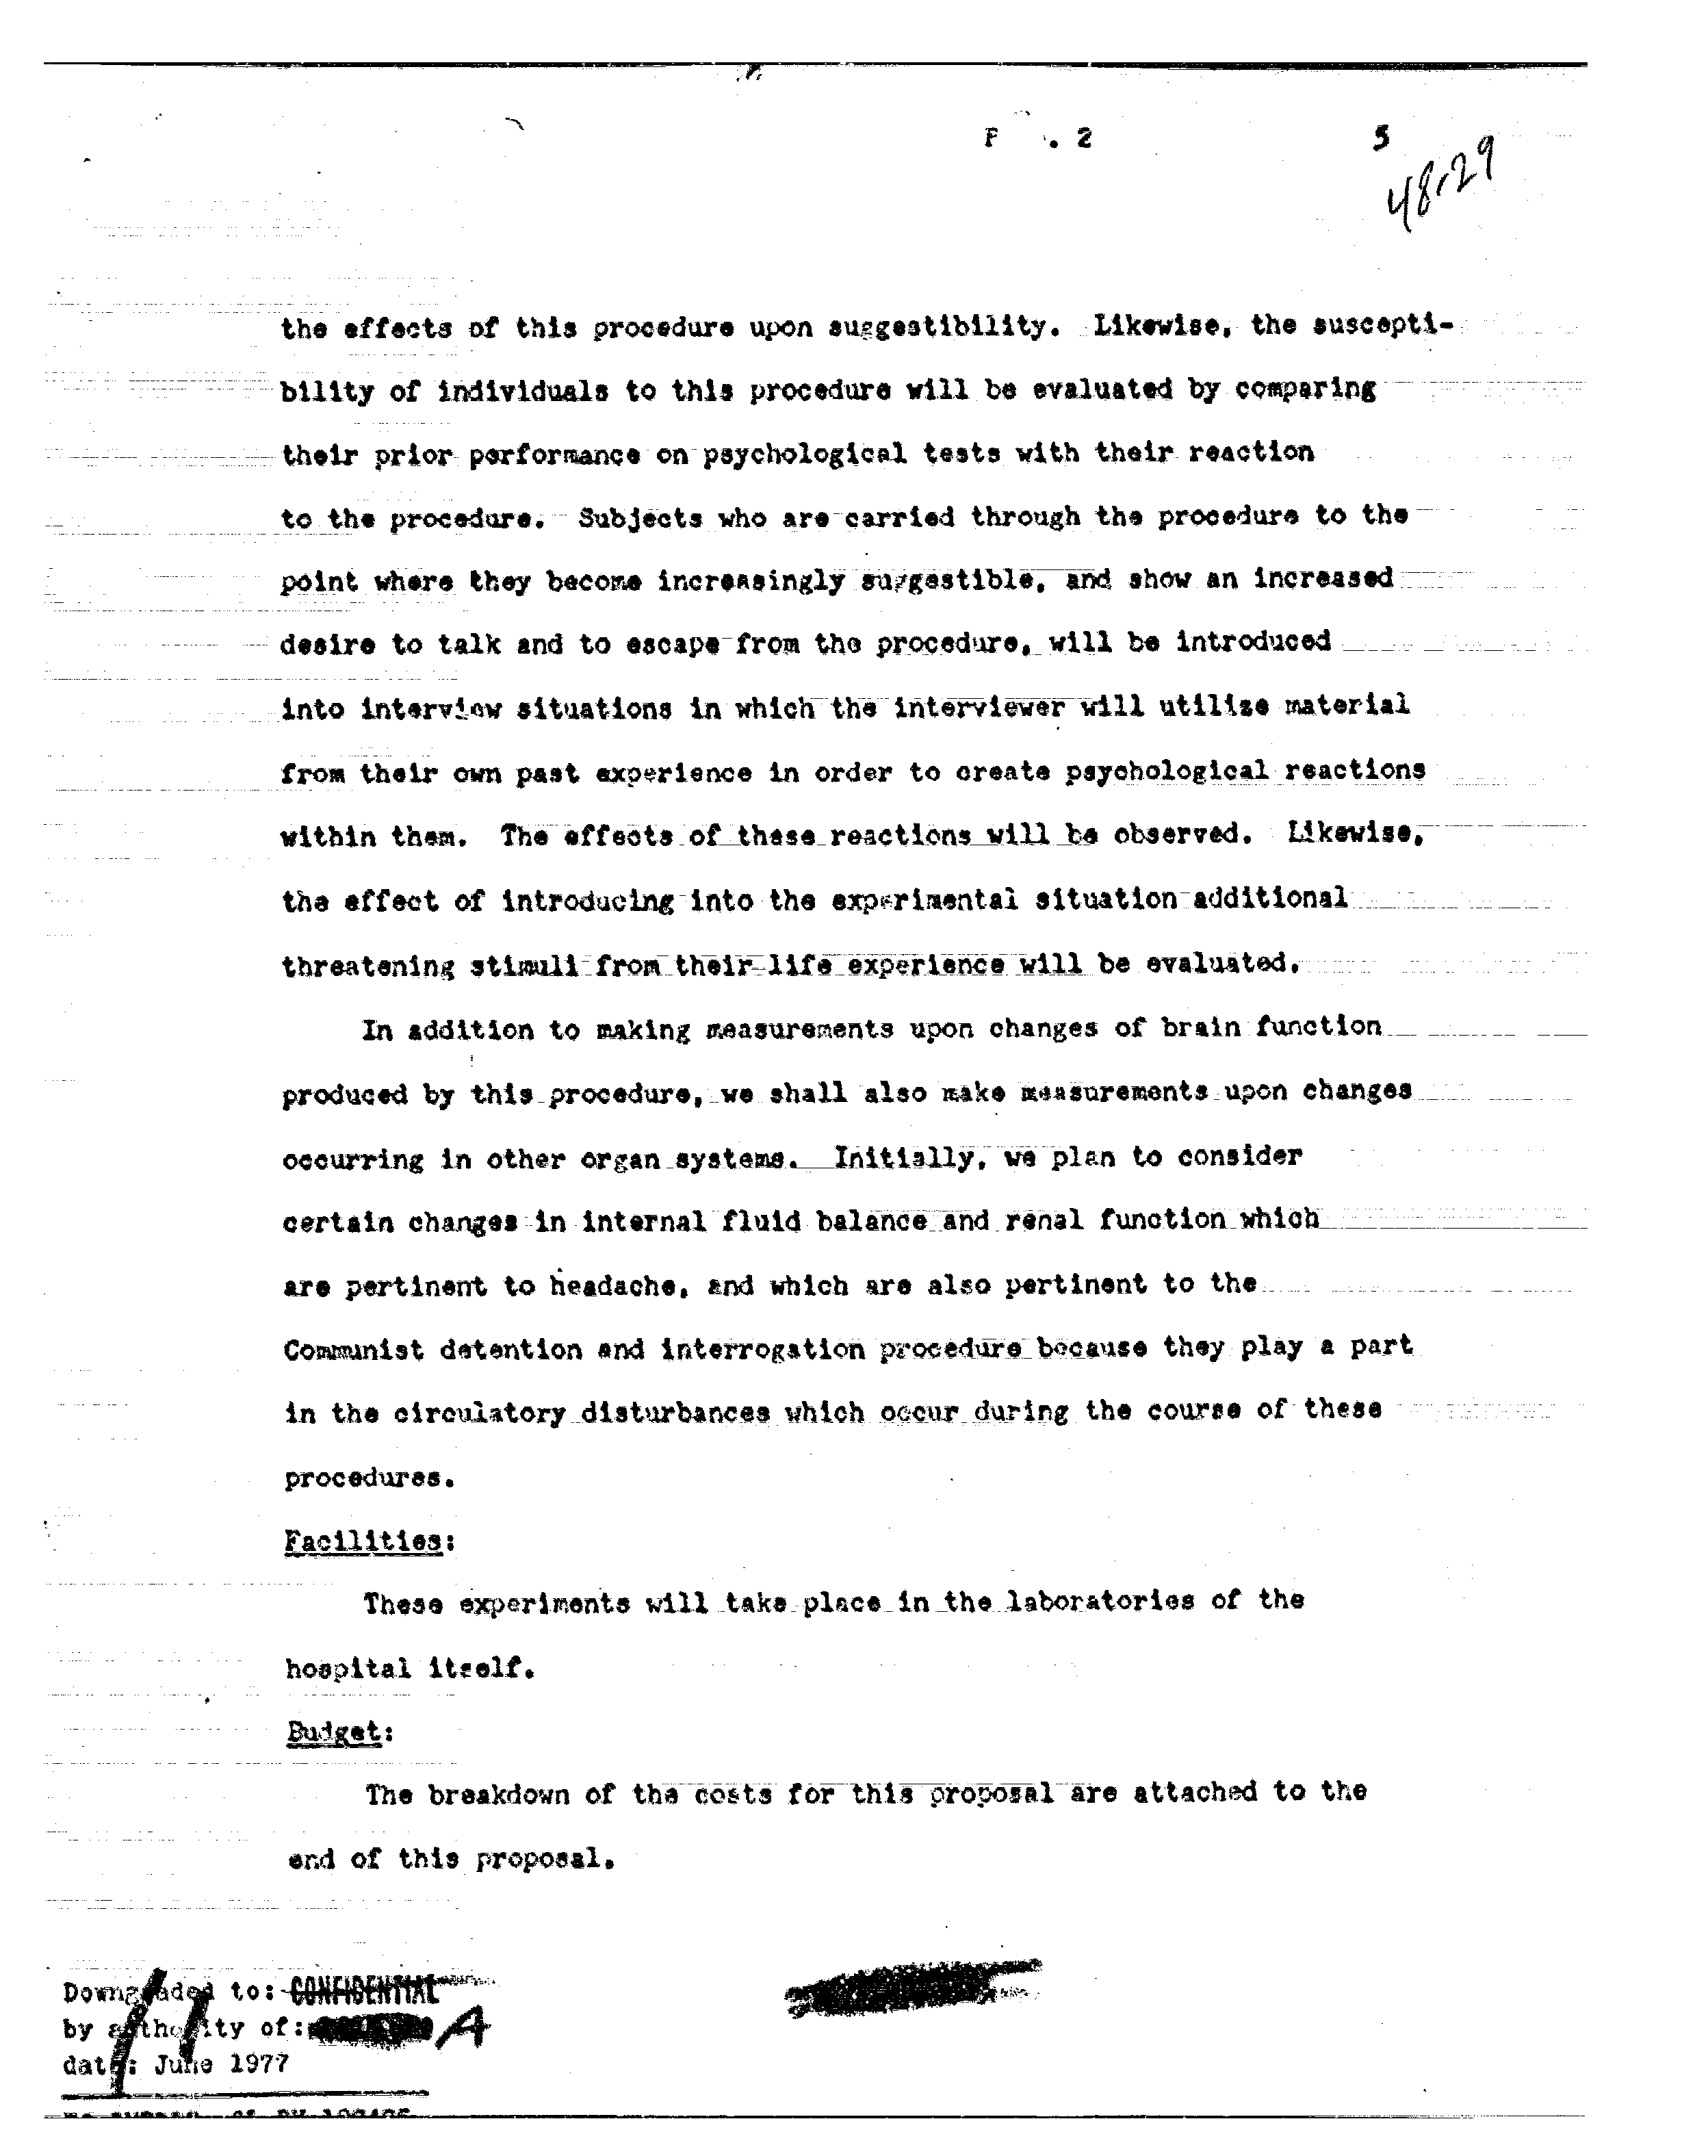 . 2
5
48-29
the effects of this procedure upon suggestibility. Likewise, the suscepti-
bility of individuals to this procedure will be evaluated by comparing
their prior performance on psychological tests with their reaction
to the procedure. Subjects who are carried through the procedure to the
point where they become increasingly suggestible, and show an increased
desire to talk and to escape from the procedure, will be introduced
into interview situations in which the interviewer will utilize material
from their own past experience in order to create psychological reactions
within them. The effects of these reactions will be observed. Likewise,
the effect of introducing into the experimental situation additional
threatening stimuli from their life experience will be evaluated.
In addition to making measurements upon changes of brain function
produced by this procedure, we shall also make measurements upon changes
occurring in other organ systems. Initially, we plan to consider
certain changes in internal fluid balance and renal function which
are pertinent to headache, and which are also pertinent to the
Communist detention and interrogation procedure because they play a part
in the circulatory disturbances which occur during the course of these
procedures.
Facilities:
These experiments will take place in the laboratories of the
hospital itself.
Budget:
The breakdown of the costs for this proposal are attached to the
end of this proposal.
Downgraded to: CONFIDENTIAL
by authority of: A
date: June 1977